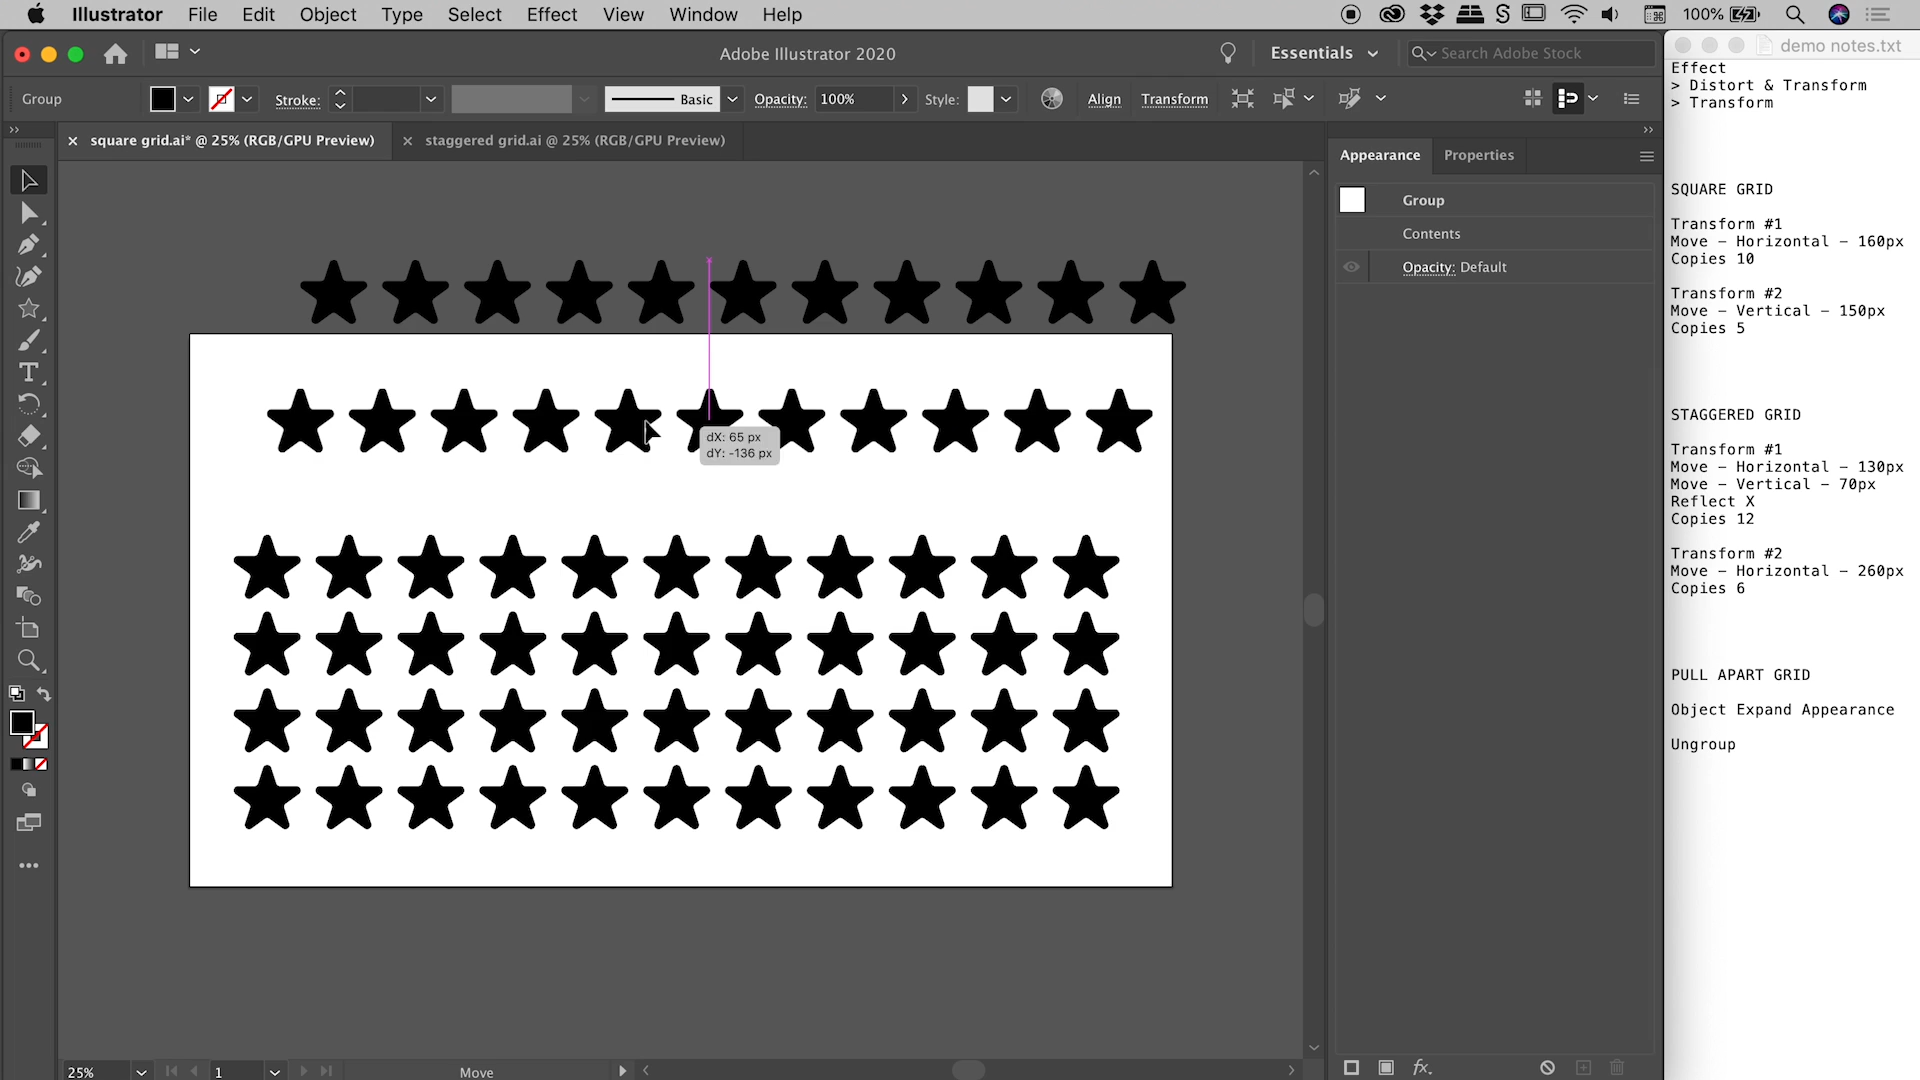 Illustrator File Edit Object Type Select Effect View Window Help 100%
Adobe Illustrator 2020 Essentials Search Adobe Stock
demo notes.txt
Group Stroke: Basic Opacity: 100% Style: Align Transform
square grid.ai* @ 25% (RGB/GPU Preview) staggered grid.ai @ 25% (RGB/GPU Preview)
Appearance Properties
Group
Contents
Opacity: Default
dX: 65 px
dY: -136 px
25% 1 Move
fx
Effect
> Distort & Transform
> Transform
SQUARE GRID
Transform #1
Move – Horizontal – 160px
Copies 10
Transform #2
Move – Vertical – 150px
Copies 5
STAGGERED GRID
Transform #1
Move – Horizontal – 130px
Move – Vertical – 70px
Reflect X
Copies 12
Transform #2
Move – Horizontal – 260px
Copies 6
PULL APART GRID
Object Expand Appearance
Ungroup